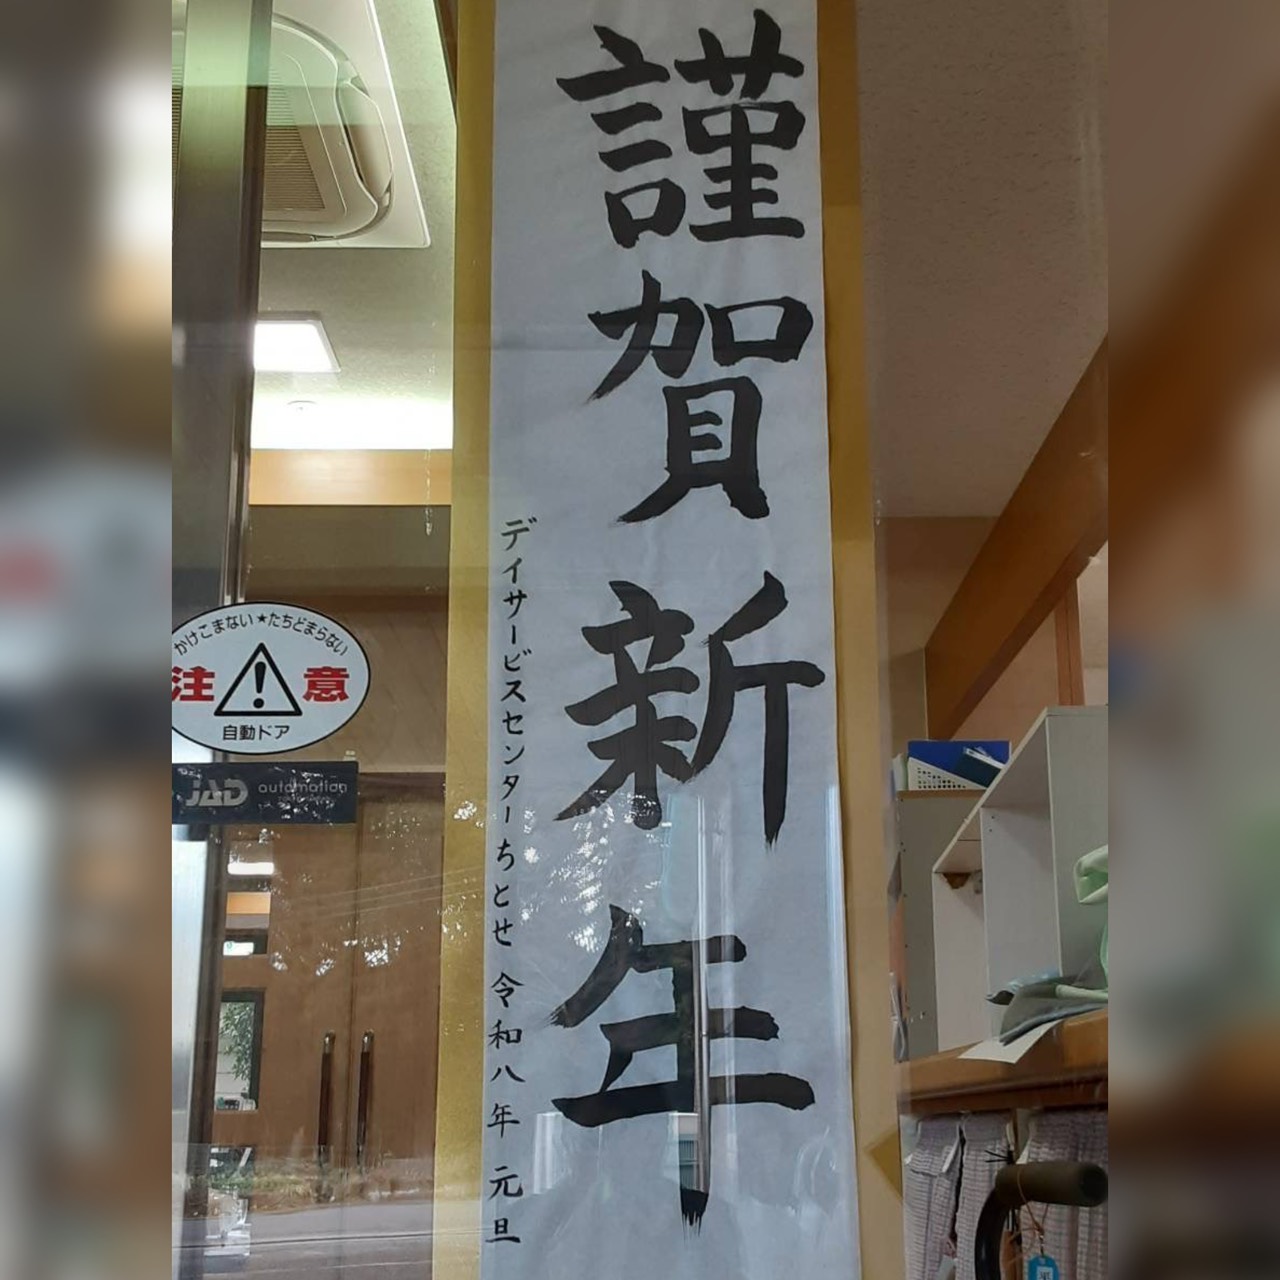 謹賀新年
デイサービスセンターちとせ 令和八年 元旦
かけこまない★たちどまらない
注意
自動ドア
JAD automation